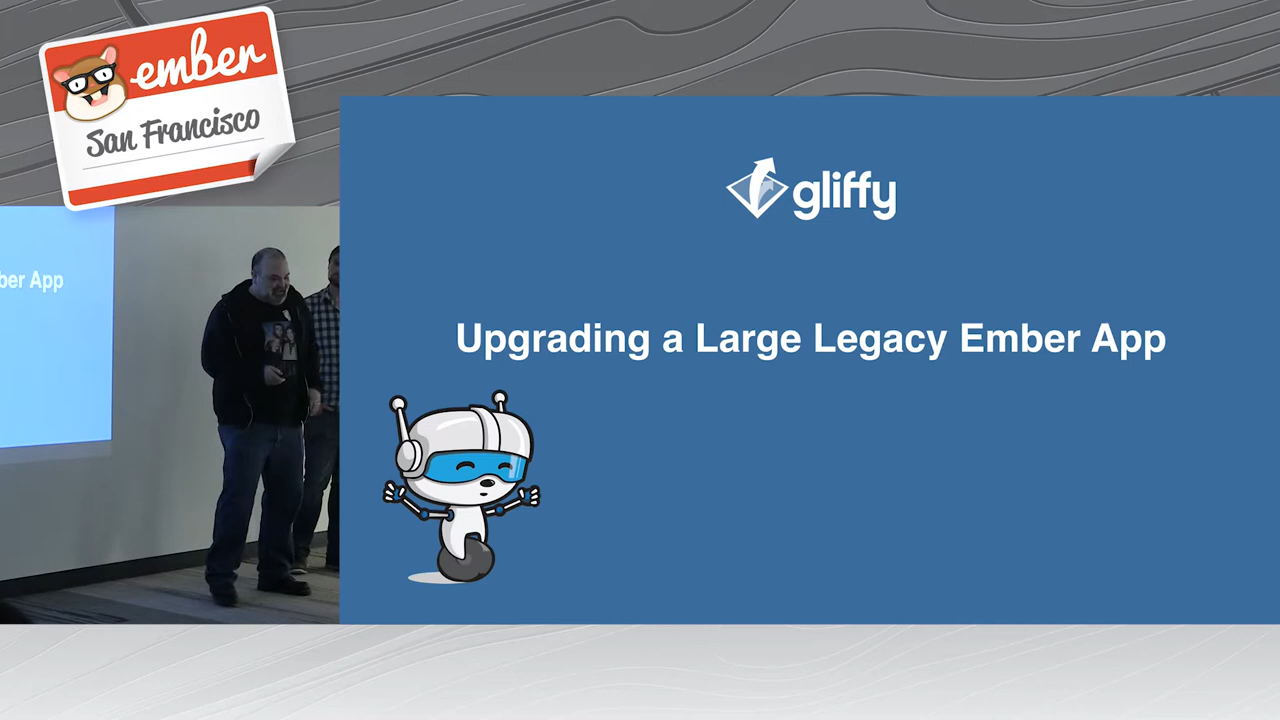 ember
San Francisco
gliffy
Upgrading a Large Legacy Ember App
ber App